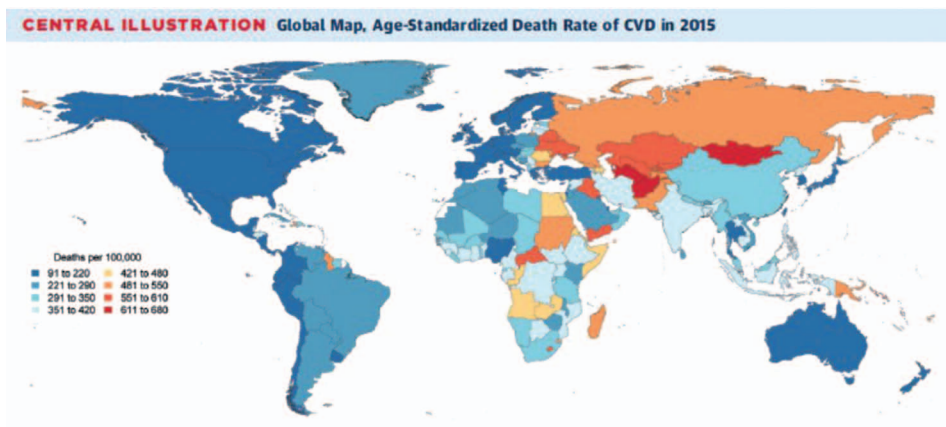 CENTRAL ILLUSTRATION Global Map, Age-Standardized Death Rate of CVD in 2015
Deaths per 100,000
91 to 220 421 to 480
221 to 290 481 to 550
291 to 350 551 to 610
351 to 420 611 to 680